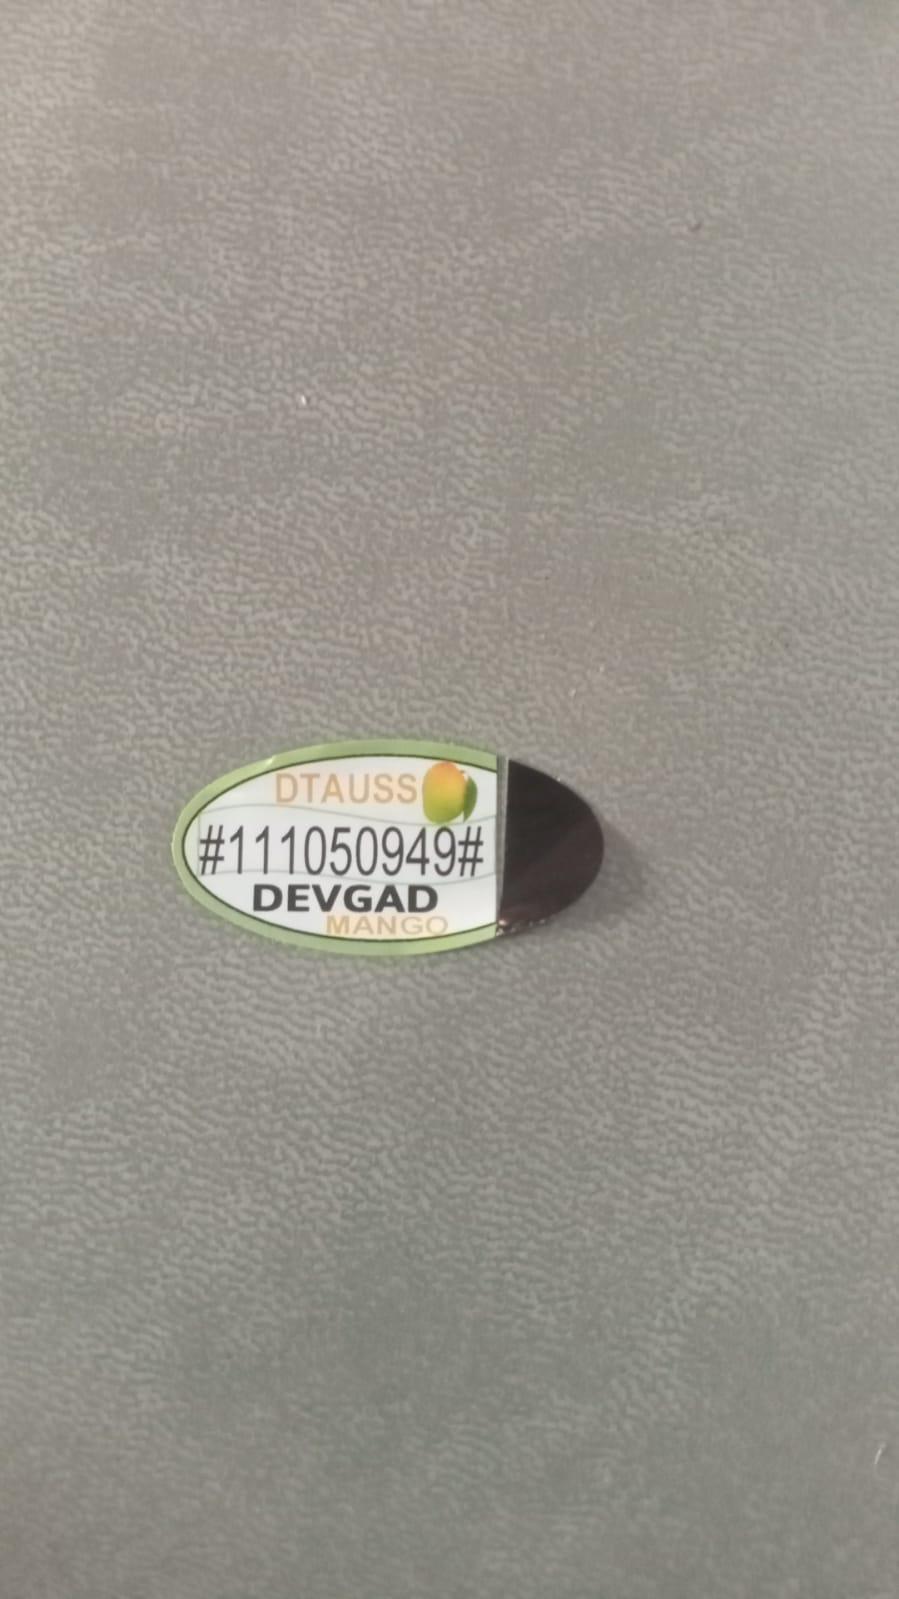 DTAUSS
#111050949#
DEVGAD
MANGO